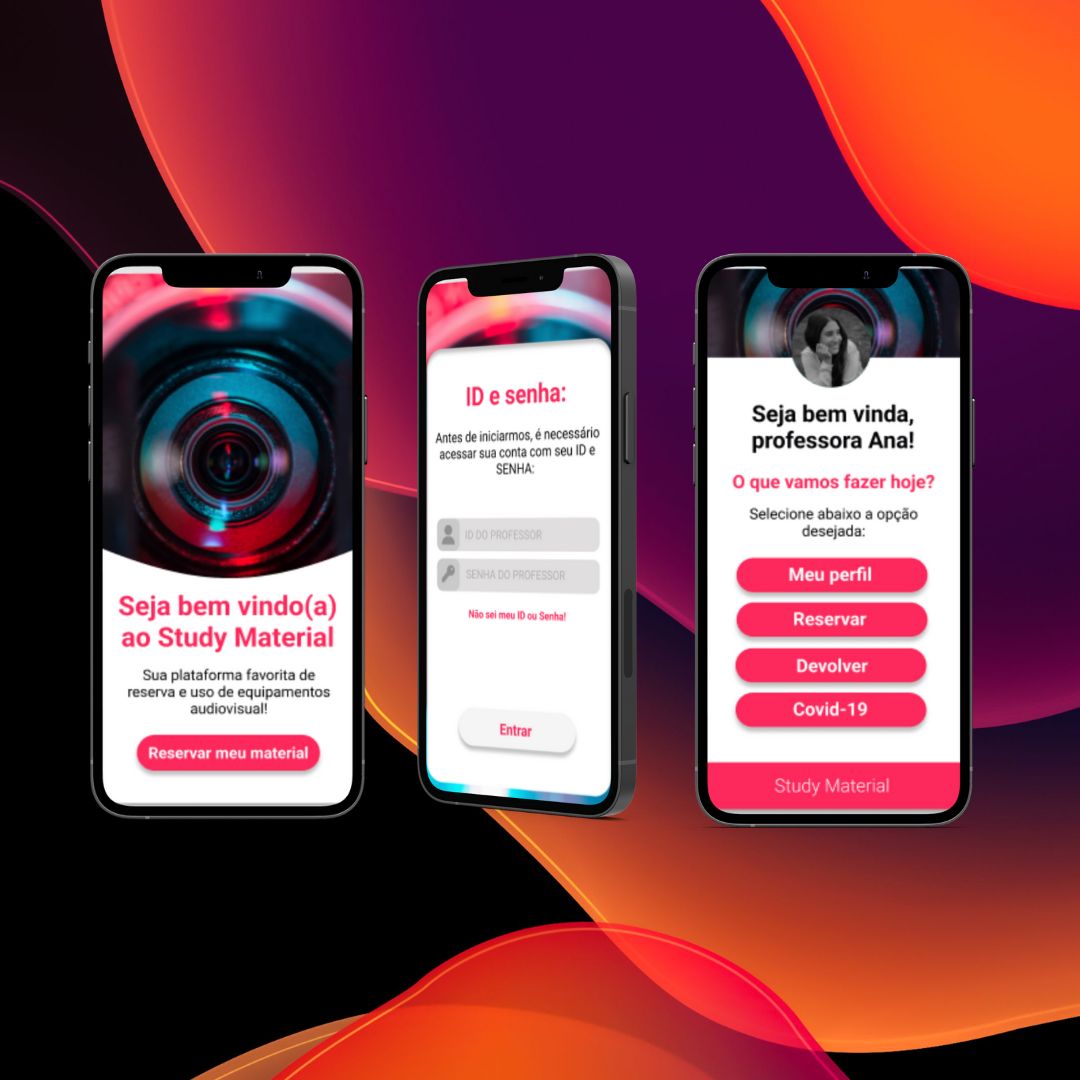 Seja bem vindo(a)
ao Study Material
Sua plataforma favorita de
reserva e uso de equipamentos
audiovisual!
Reservar meu material
ID e senha:
Antes de iniciarmos, é necessário
acessar sua conta com seu ID e
SENHA:
ID DO PROFESSOR
SENHA DO PROFESSOR
Não sei meu ID ou Senha!
Entrar
Seja bem vinda,
professora Ana!
O que vamos fazer hoje?
Selecione abaixo a opção
desejada:
Meu perfil
Reservar
Devolver
Covid-19
Study Material